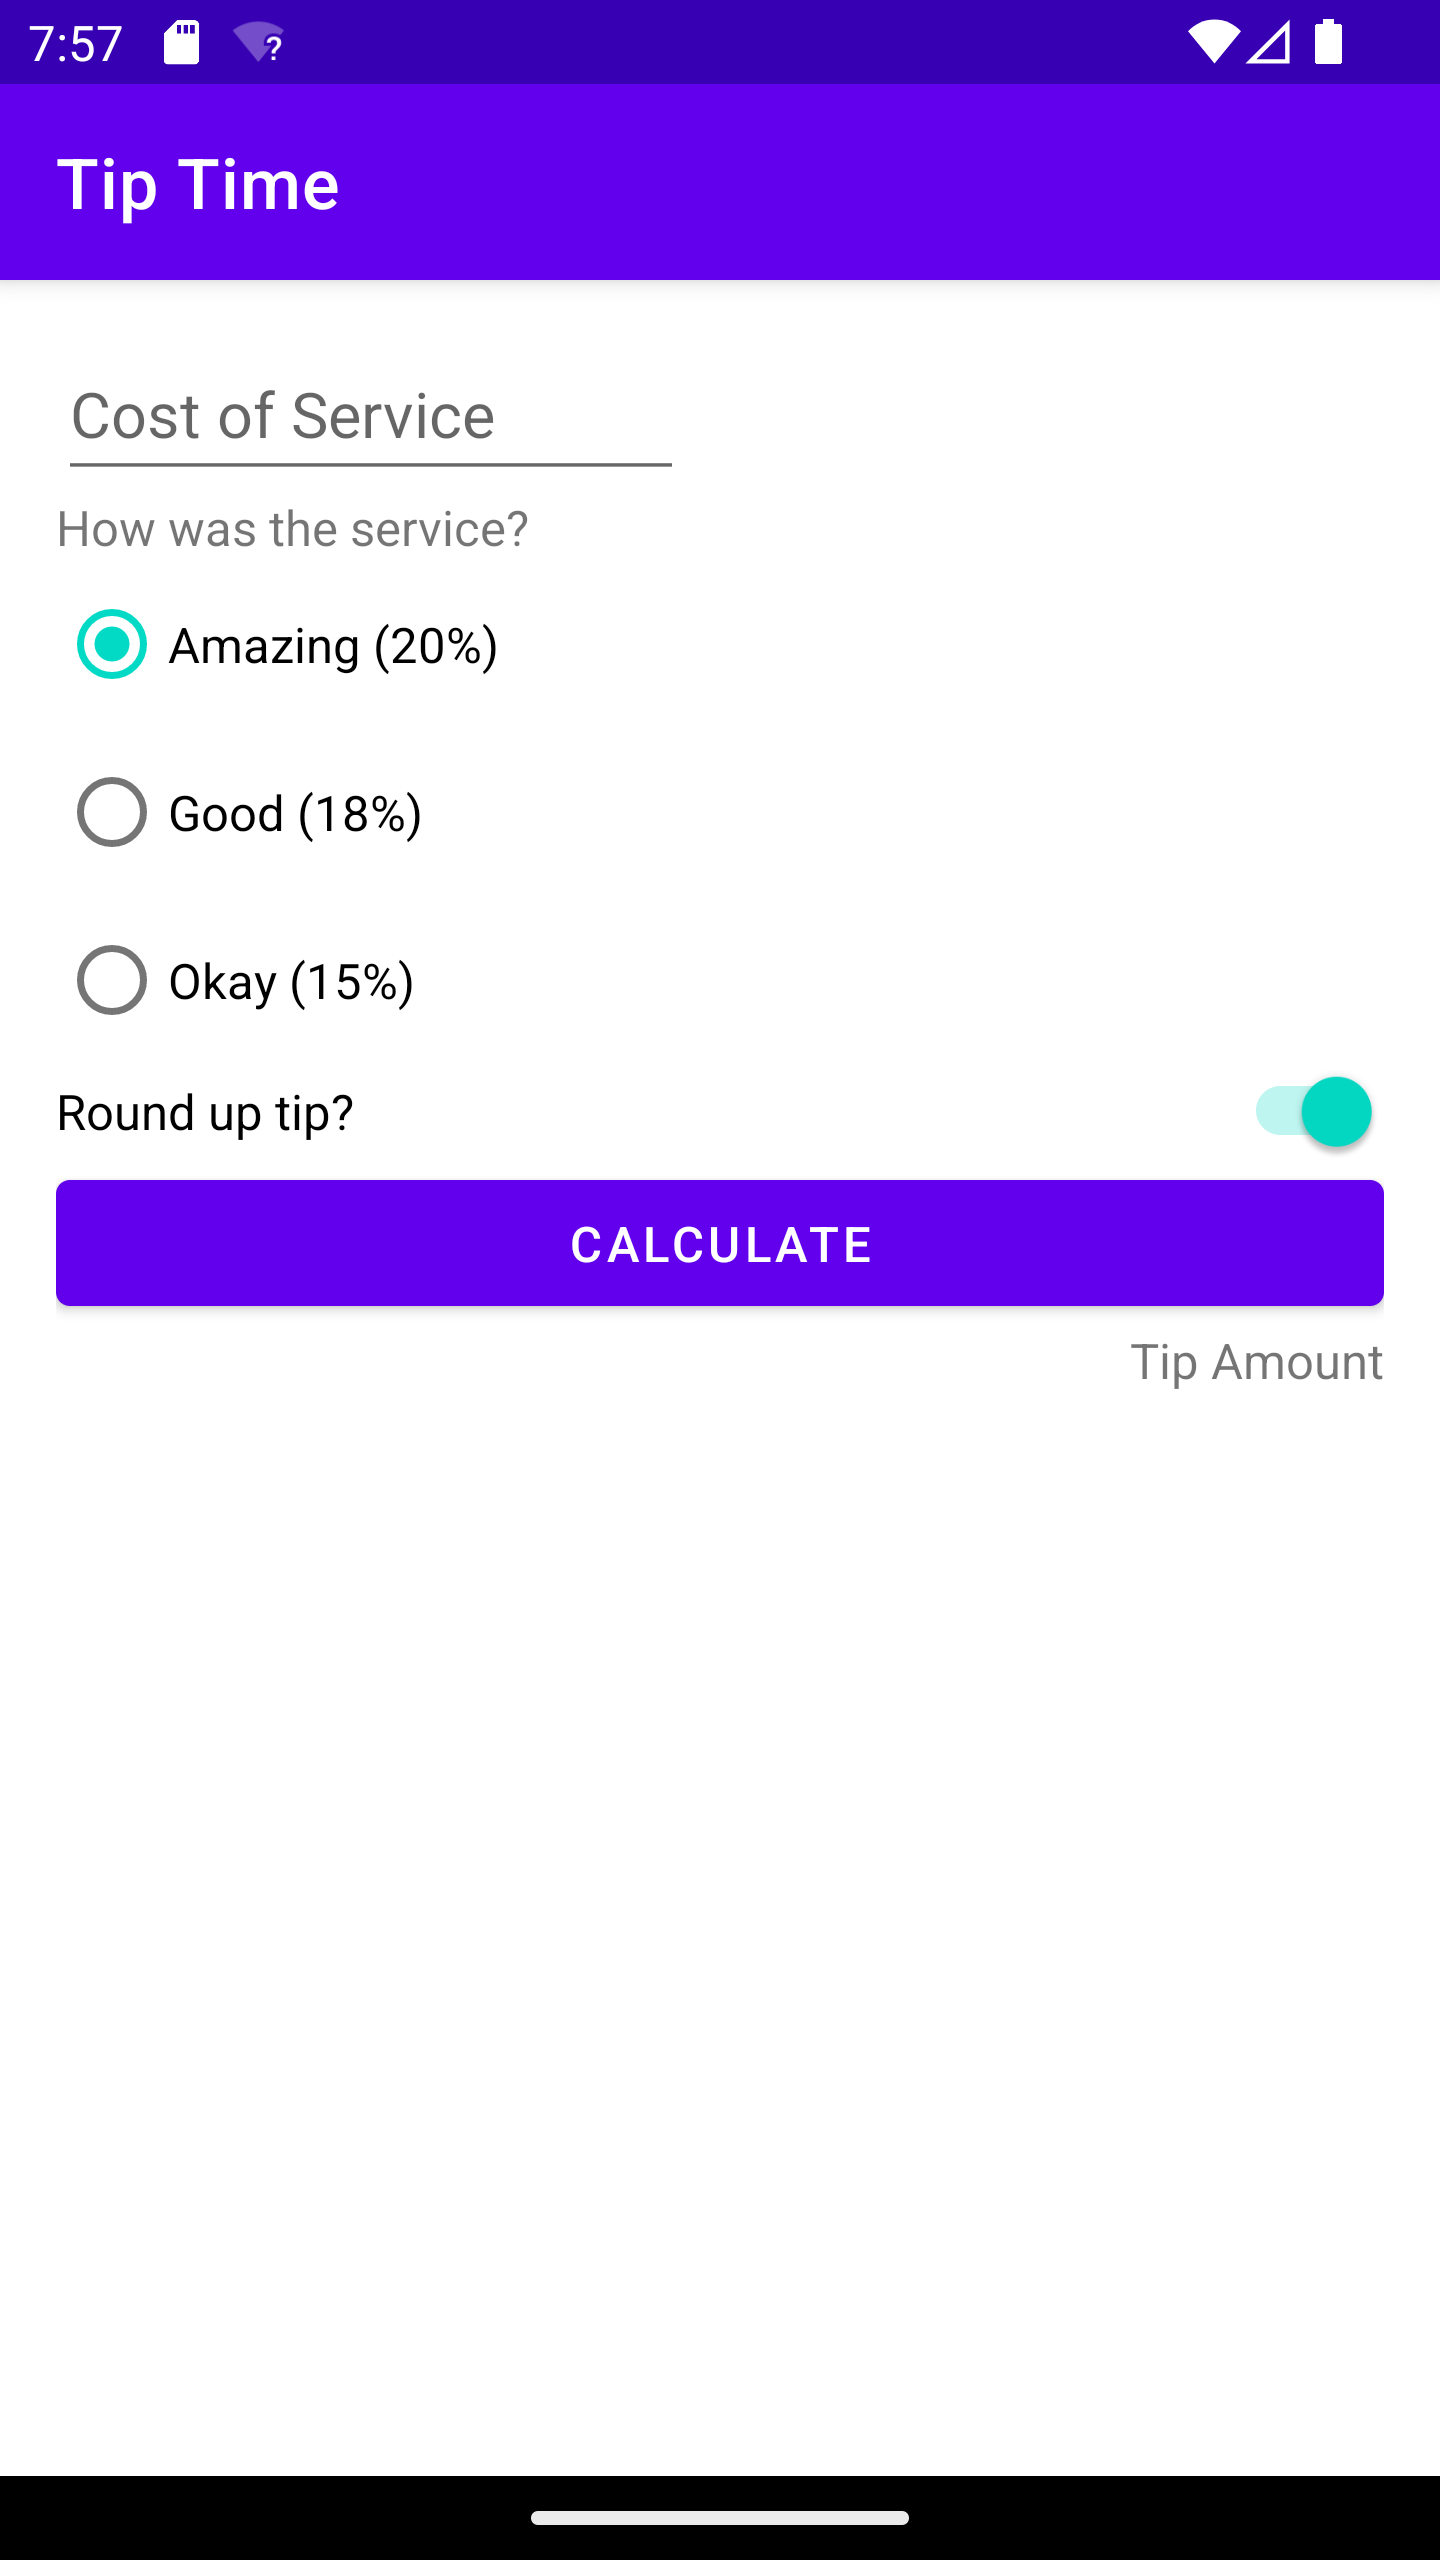 7:57
Tip Time
Cost of Service
How was the service?
Amazing (20%)
Good (18%)
Okay (15%)
Round up tip?
CALCULATE
Tip Amount